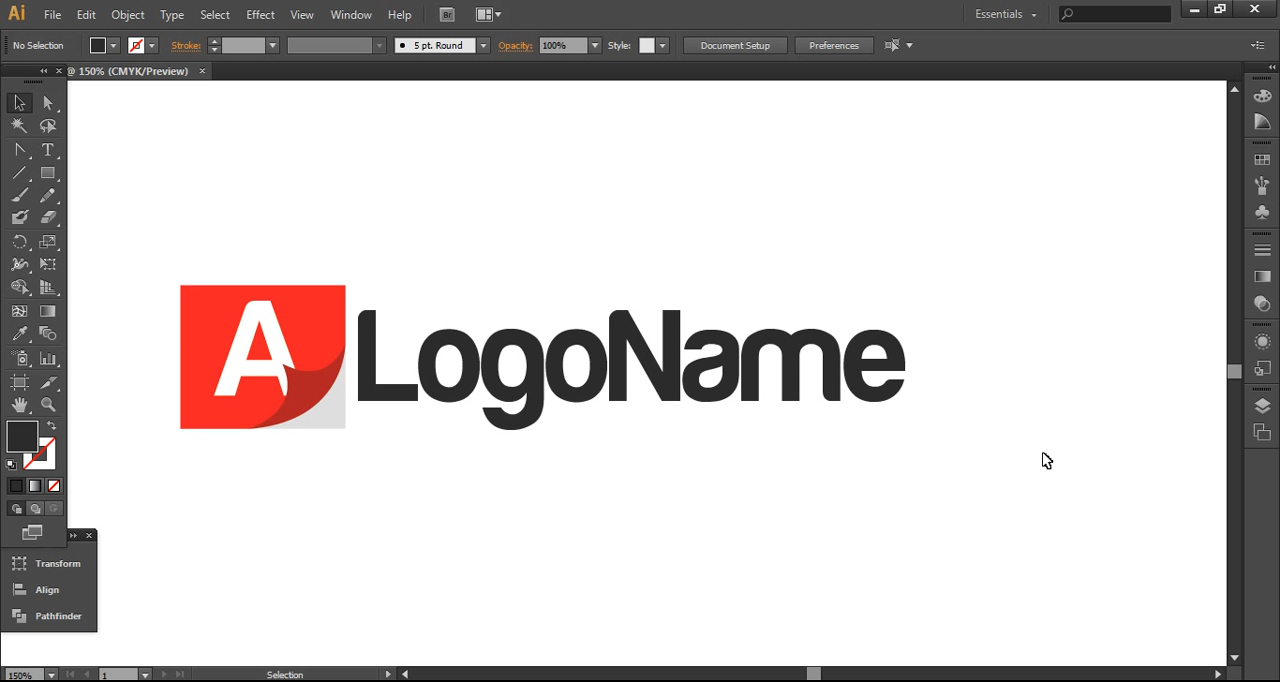 Ai File Edit Object Type Select Effect View Window Help Br Essentials
No Selection Stroke: 5 pt. Round Opacity: 100% Style: Document Setup Preferences
@ 150% (CMYK/Preview)
A LogoName
Transform
Align
Pathfinder
150% 1 Selection